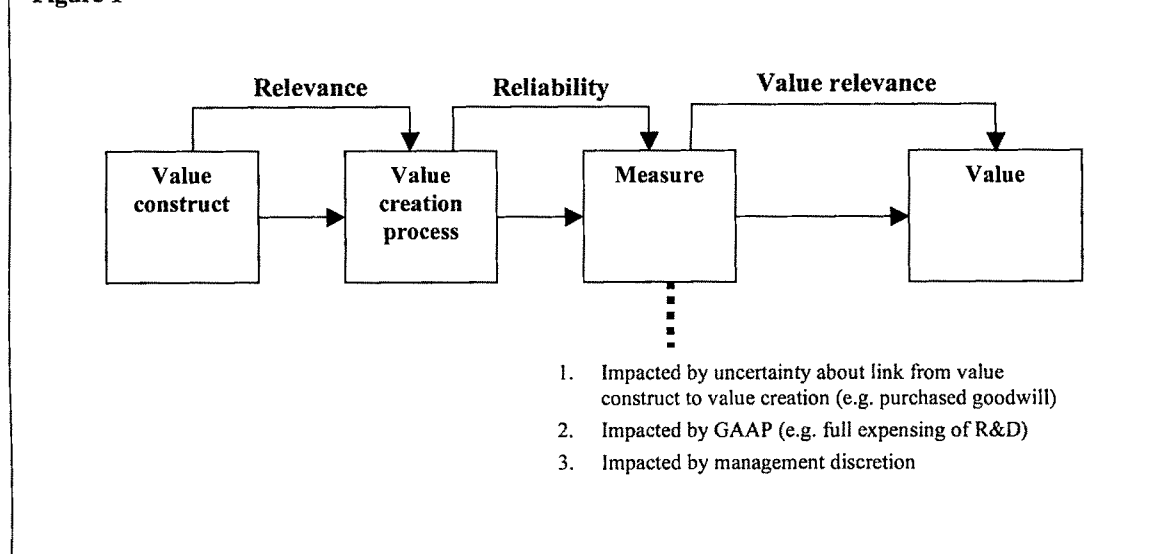 Figure 1
Relevance
Reliability
Value relevance
Value
construct
Value
creation
process
Measure
Value
1. Impacted by uncertainty about link from value
construct to value creation (e.g. purchased goodwill)
2. Impacted by GAAP (e.g. full expensing of R&D)
3. Impacted by management discretion